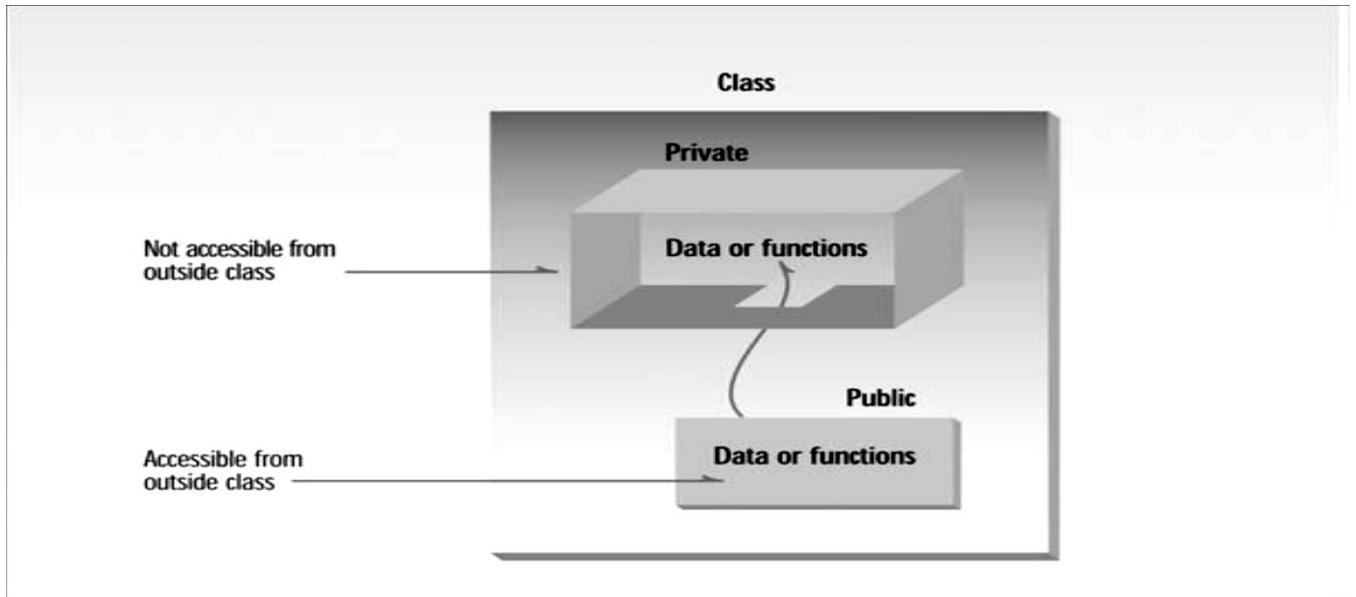 Class
Private
Not accessible from
outside class
Data or functions
Public
Accessible from
outside class
Data or functions